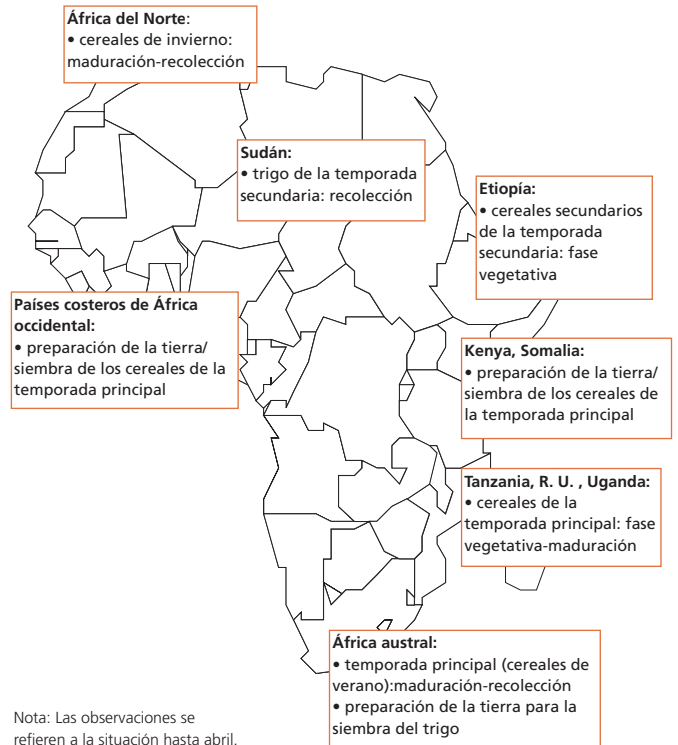 África del Norte:
• cereales de invierno:
maduración-recolección
Sudán:
• trigo de la temporada
secundaria: recolección
Etiopía:
• cereales secundarios
de la temporada
secundaria: fase
vegetativa
Países costeros de África
occidental:
• preparación de la tierra/
siembra de los cereales de la
temporada principal
Kenya, Somalia:
• preparación de la tierra/
siembra de los cereales de
la temporada principal
Tanzania, R. U. , Uganda:
• cereales de la
temporada principal: fase
vegetativa-maduración
África austral:
• temporada principal (cereales de
verano):maduración-recolección
• preparación de la tierra para la
siembra del trigo
Nota: Las observaciones se
refieren a la situación hasta abril.